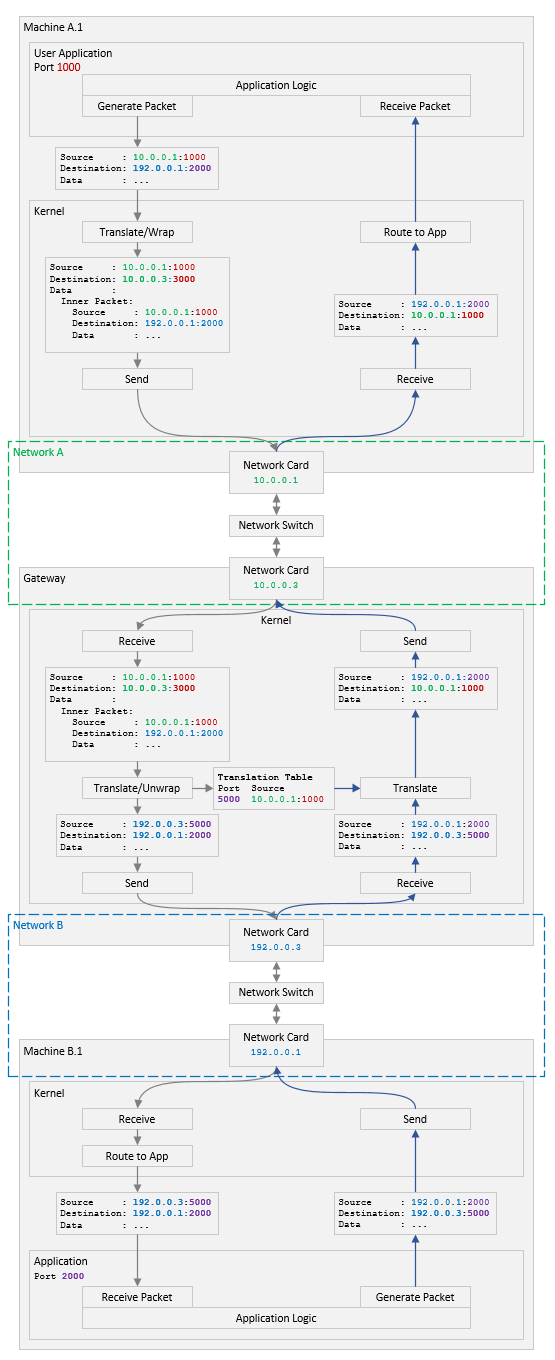 Machine A.1
User Application
Port 1000
Application Logic
Generate Packet
Receive Packet
Source : 10.0.0.1:1000
Destination: 192.0.0.1:2000
Data : ...
Kernel
Translate/Wrap
Route to App
Source : 10.0.0.1:1000
Destination: 10.0.0.3:3000
Data :
Inner Packet:
Source : 10.0.0.1:1000
Destination: 192.0.0.1:2000
Data : ...
Source : 192.0.0.1:2000
Destination: 10.0.0.1:1000
Data : ...
Send
Receive
Network A
Network Card
10.0.0.1
Network Switch
Network Card
10.0.0.3
Gateway
Kernel
Receive
Send
Source : 10.0.0.1:1000
Destination: 10.0.0.3:3000
Data :
Inner Packet:
Source : 10.0.0.1:1000
Destination: 192.0.0.1:2000
Data : ...
Source : 192.0.0.1:2000
Destination: 10.0.0.1:1000
Data : ...
Translate/Unwrap
Translation Table
Port Source
5000 10.0.0.1:1000
Translate
Source : 192.0.0.3:5000
Destination: 192.0.0.1:2000
Data : ...
Source : 192.0.0.1:2000
Destination: 192.0.0.3:5000
Data : ...
Send
Receive
Network B
Network Card
192.0.0.3
Network Switch
Network Card
192.0.0.1
Machine B.1
Kernel
Receive
Send
Route to App
Source : 192.0.0.3:5000
Destination: 192.0.0.1:2000
Data : ...
Source : 192.0.0.1:2000
Destination: 192.0.0.3:5000
Data : ...
Application
Port 2000
Receive Packet
Generate Packet
Application Logic